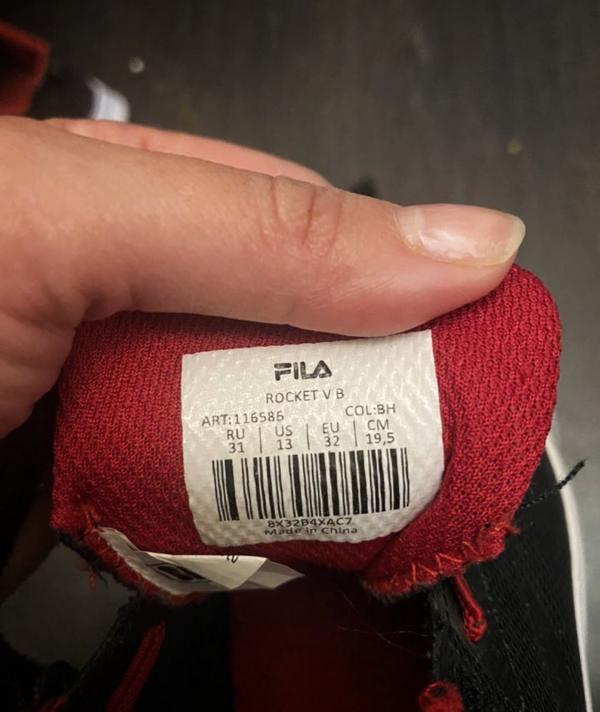 FILA
ROCKET V B
ART:116586 COL:BH
RU | US | EU | CM
31 | 13 | 32 | 19,5
8X32B4XAC7
Made in China